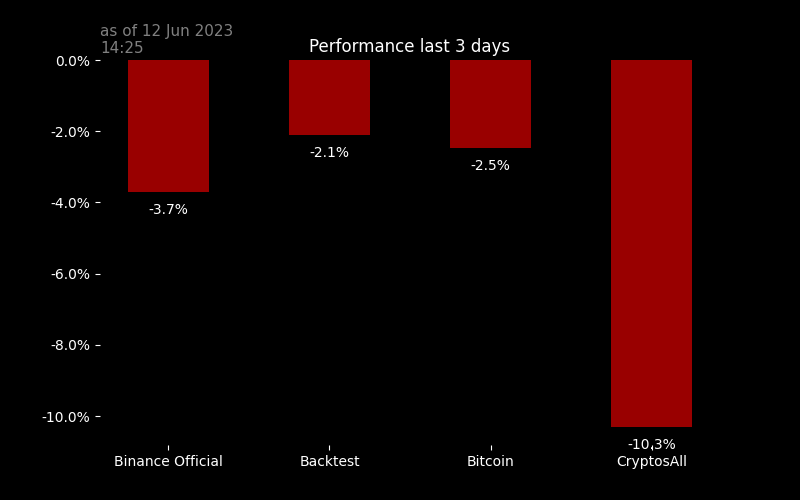 as of 12 Jun 2023
14:25
Performance last 3 days
0.0%
-2.0%
-4.0%
-6.0%
-8.0%
-10.0%
-3.7%
-2.1%
-2.5%
-10.3%
Binance Official
Backtest
Bitcoin
CryptosAll